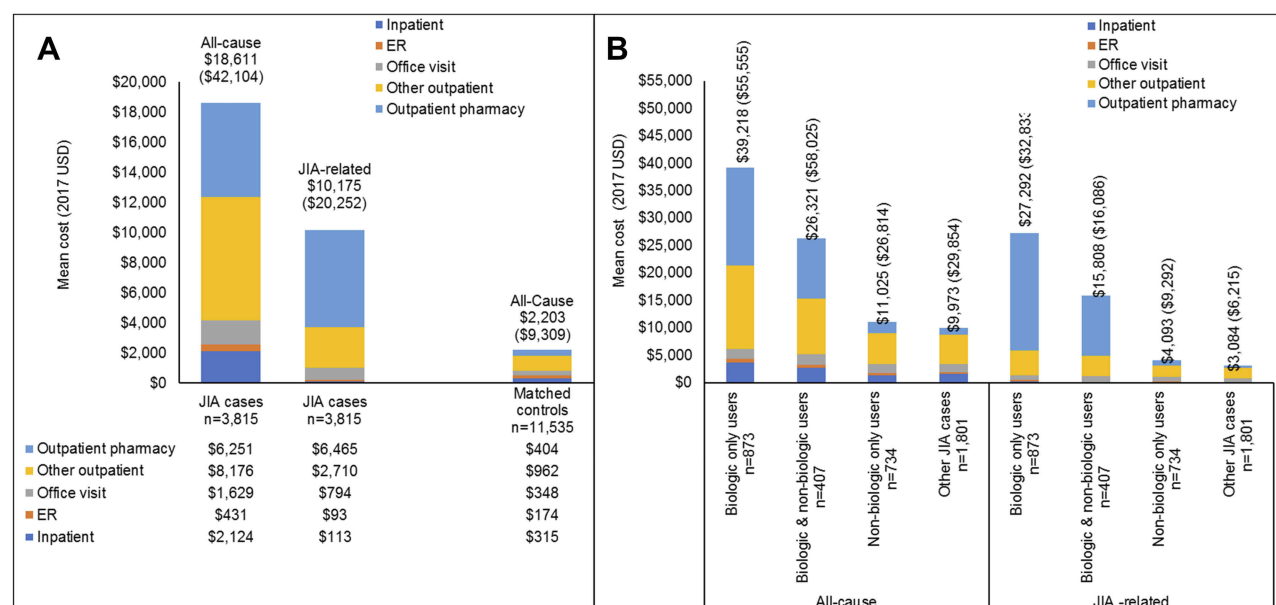 A
All-cause
$18,611
($42,104)
Inpatient
ER
Office visit
Other outpatient
Outpatient pharmacy
$20,000
$18,000
$16,000
$14,000
$12,000
$10,000
$8,000
$6,000
$4,000
$2,000
$0
Mean cost (2017 USD)
JIA-related
$10,175
($20,252)
All-Cause
$2,203
($9,309)
JIA cases
n=3,815
JIA cases
n=3,815
Matched
controls
n=11,535
Outpatient pharmacy $6,251 $6,465 $404
Other outpatient $8,176 $2,710 $962
Office visit $1,629 $794 $348
ER $431 $93 $174
Inpatient $2,124 $113 $315
B
Inpatient
ER
Office visit
Other outpatient
Outpatient pharmacy
$55,000
$50,000
$45,000
$40,000
$35,000
$30,000
$25,000
$20,000
$15,000
$10,000
$5,000
$0
Mean cost (2017 USD)
$39,218 ($55,555)
$26,321 ($58,025)
$11,025 ($26,814)
$9,973 ($29,854)
$27,292 ($32,833
$15,808 ($16,086)
$4,093 ($9,292)
$3,084 ($6,215)
Biologic only users
n=873
Biologic & non-biologic users
n=407
Non-biologic only users
n=734
Other JIA cases
n=1,801
Biologic only users
n=873
Biologic & non-biologic users
n=407
Non-biologic only users
n=734
Other JIA cases
n=1,801
All-cause
JIA -related